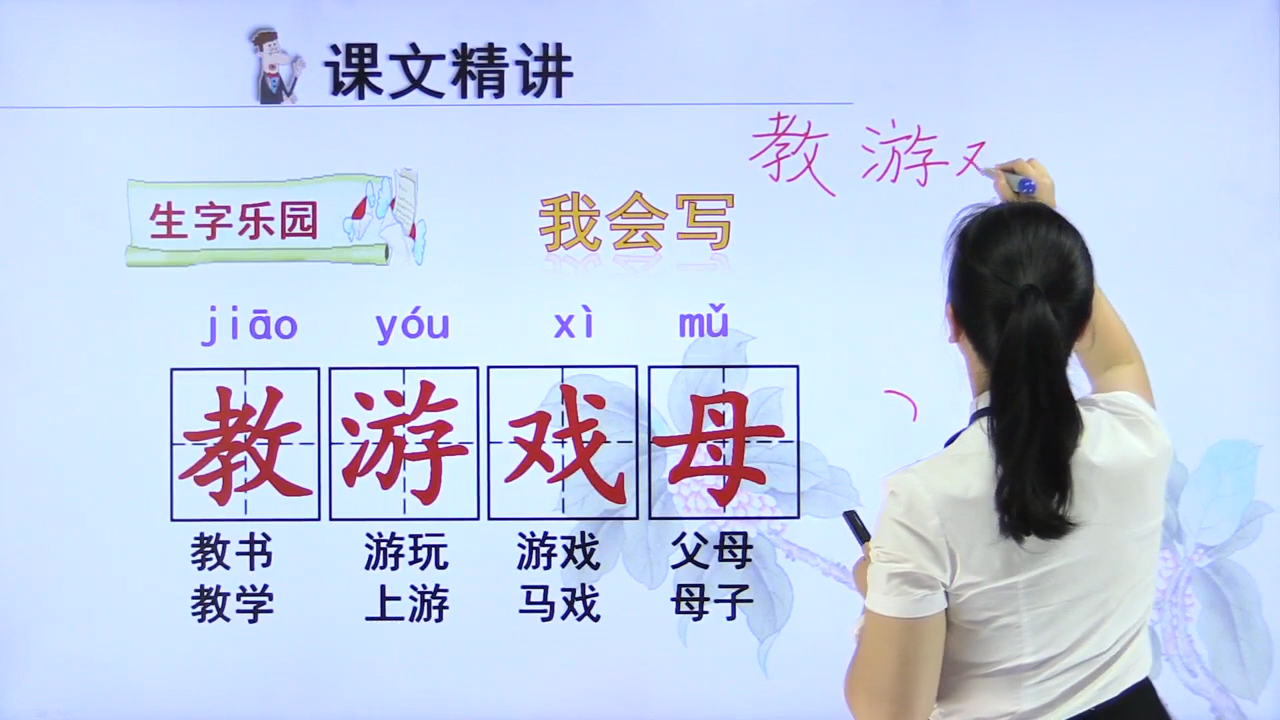 课文精讲
教 游 又
生字乐园
我会写
jiāo yóu xì mǔ
教 游 戏 母
教书 游玩 游戏 父母
教学 上游 马戏 母子